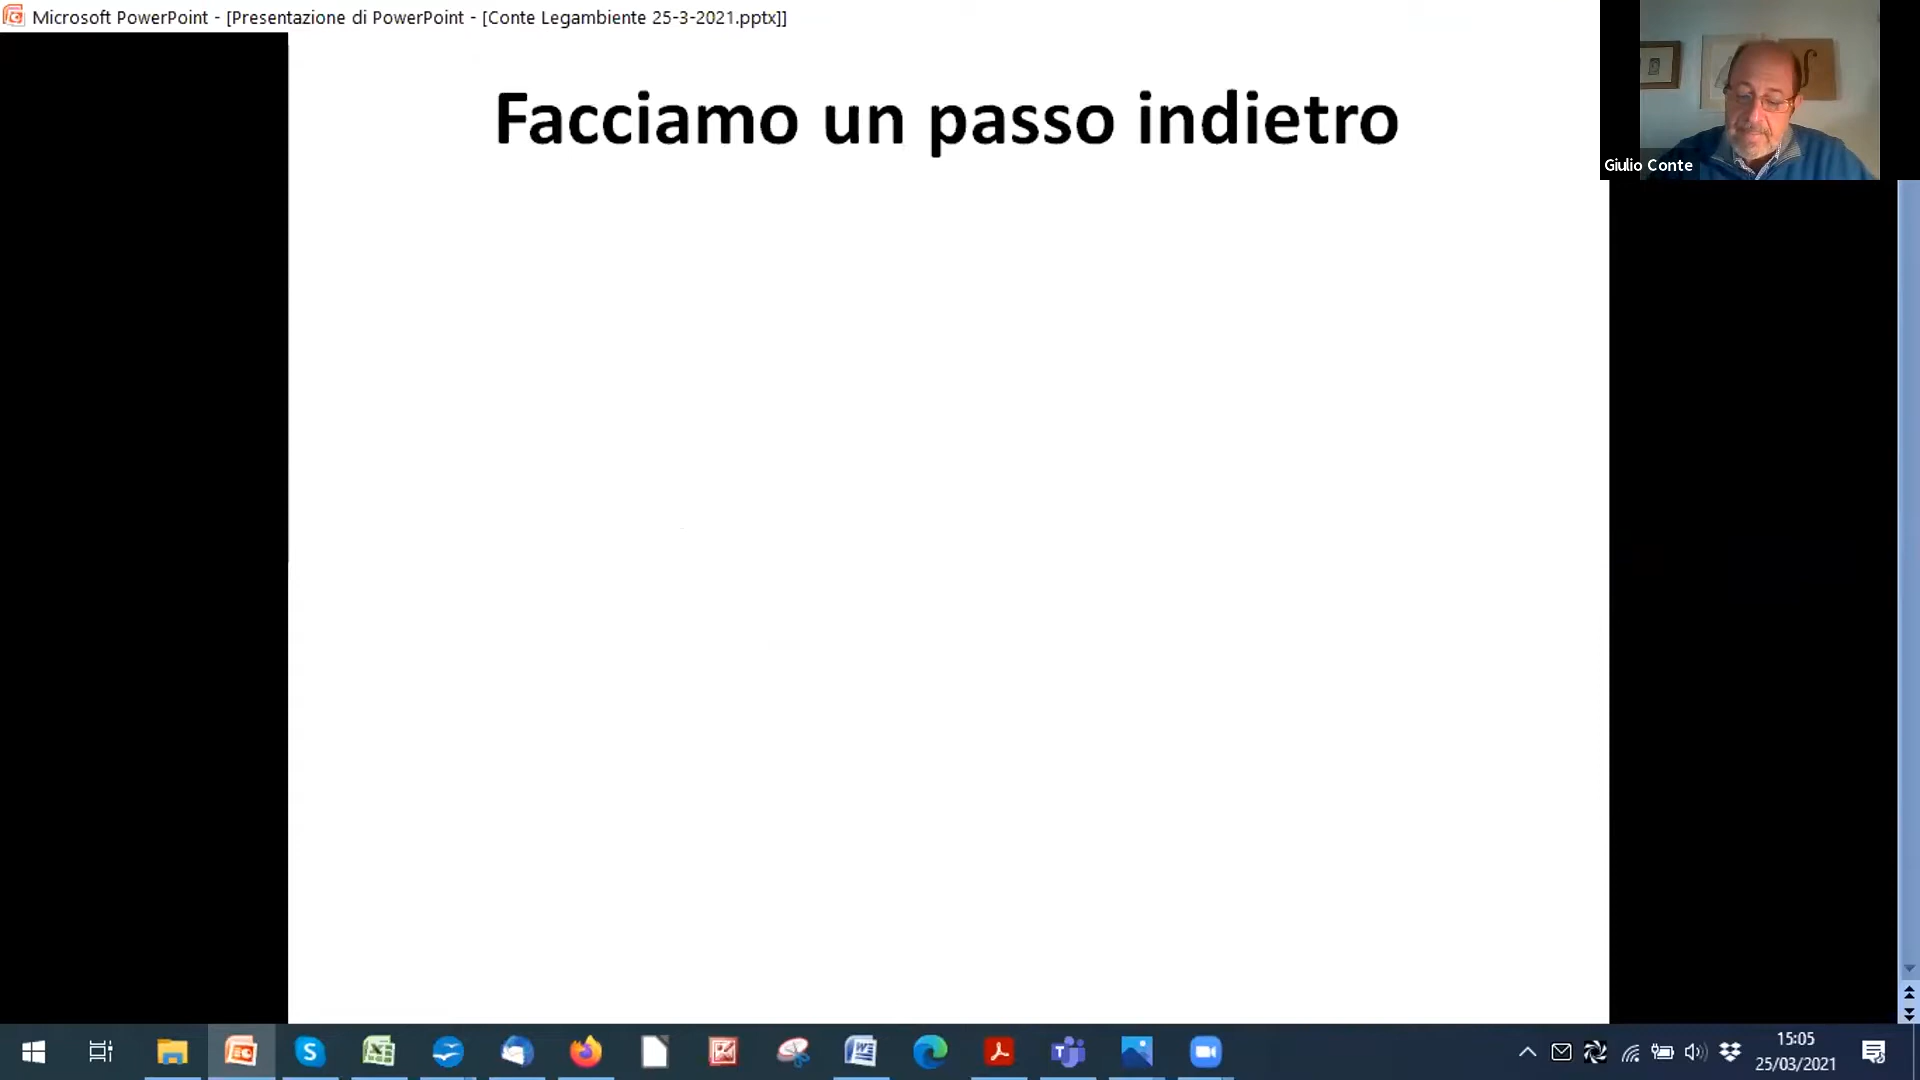 Microsoft PowerPoint - [Presentazione di PowerPoint - [Conte Legambiente 25-3-2021.pptx]]
Facciamo un passo indietro
Giulio Conte
15:05
25/03/2021